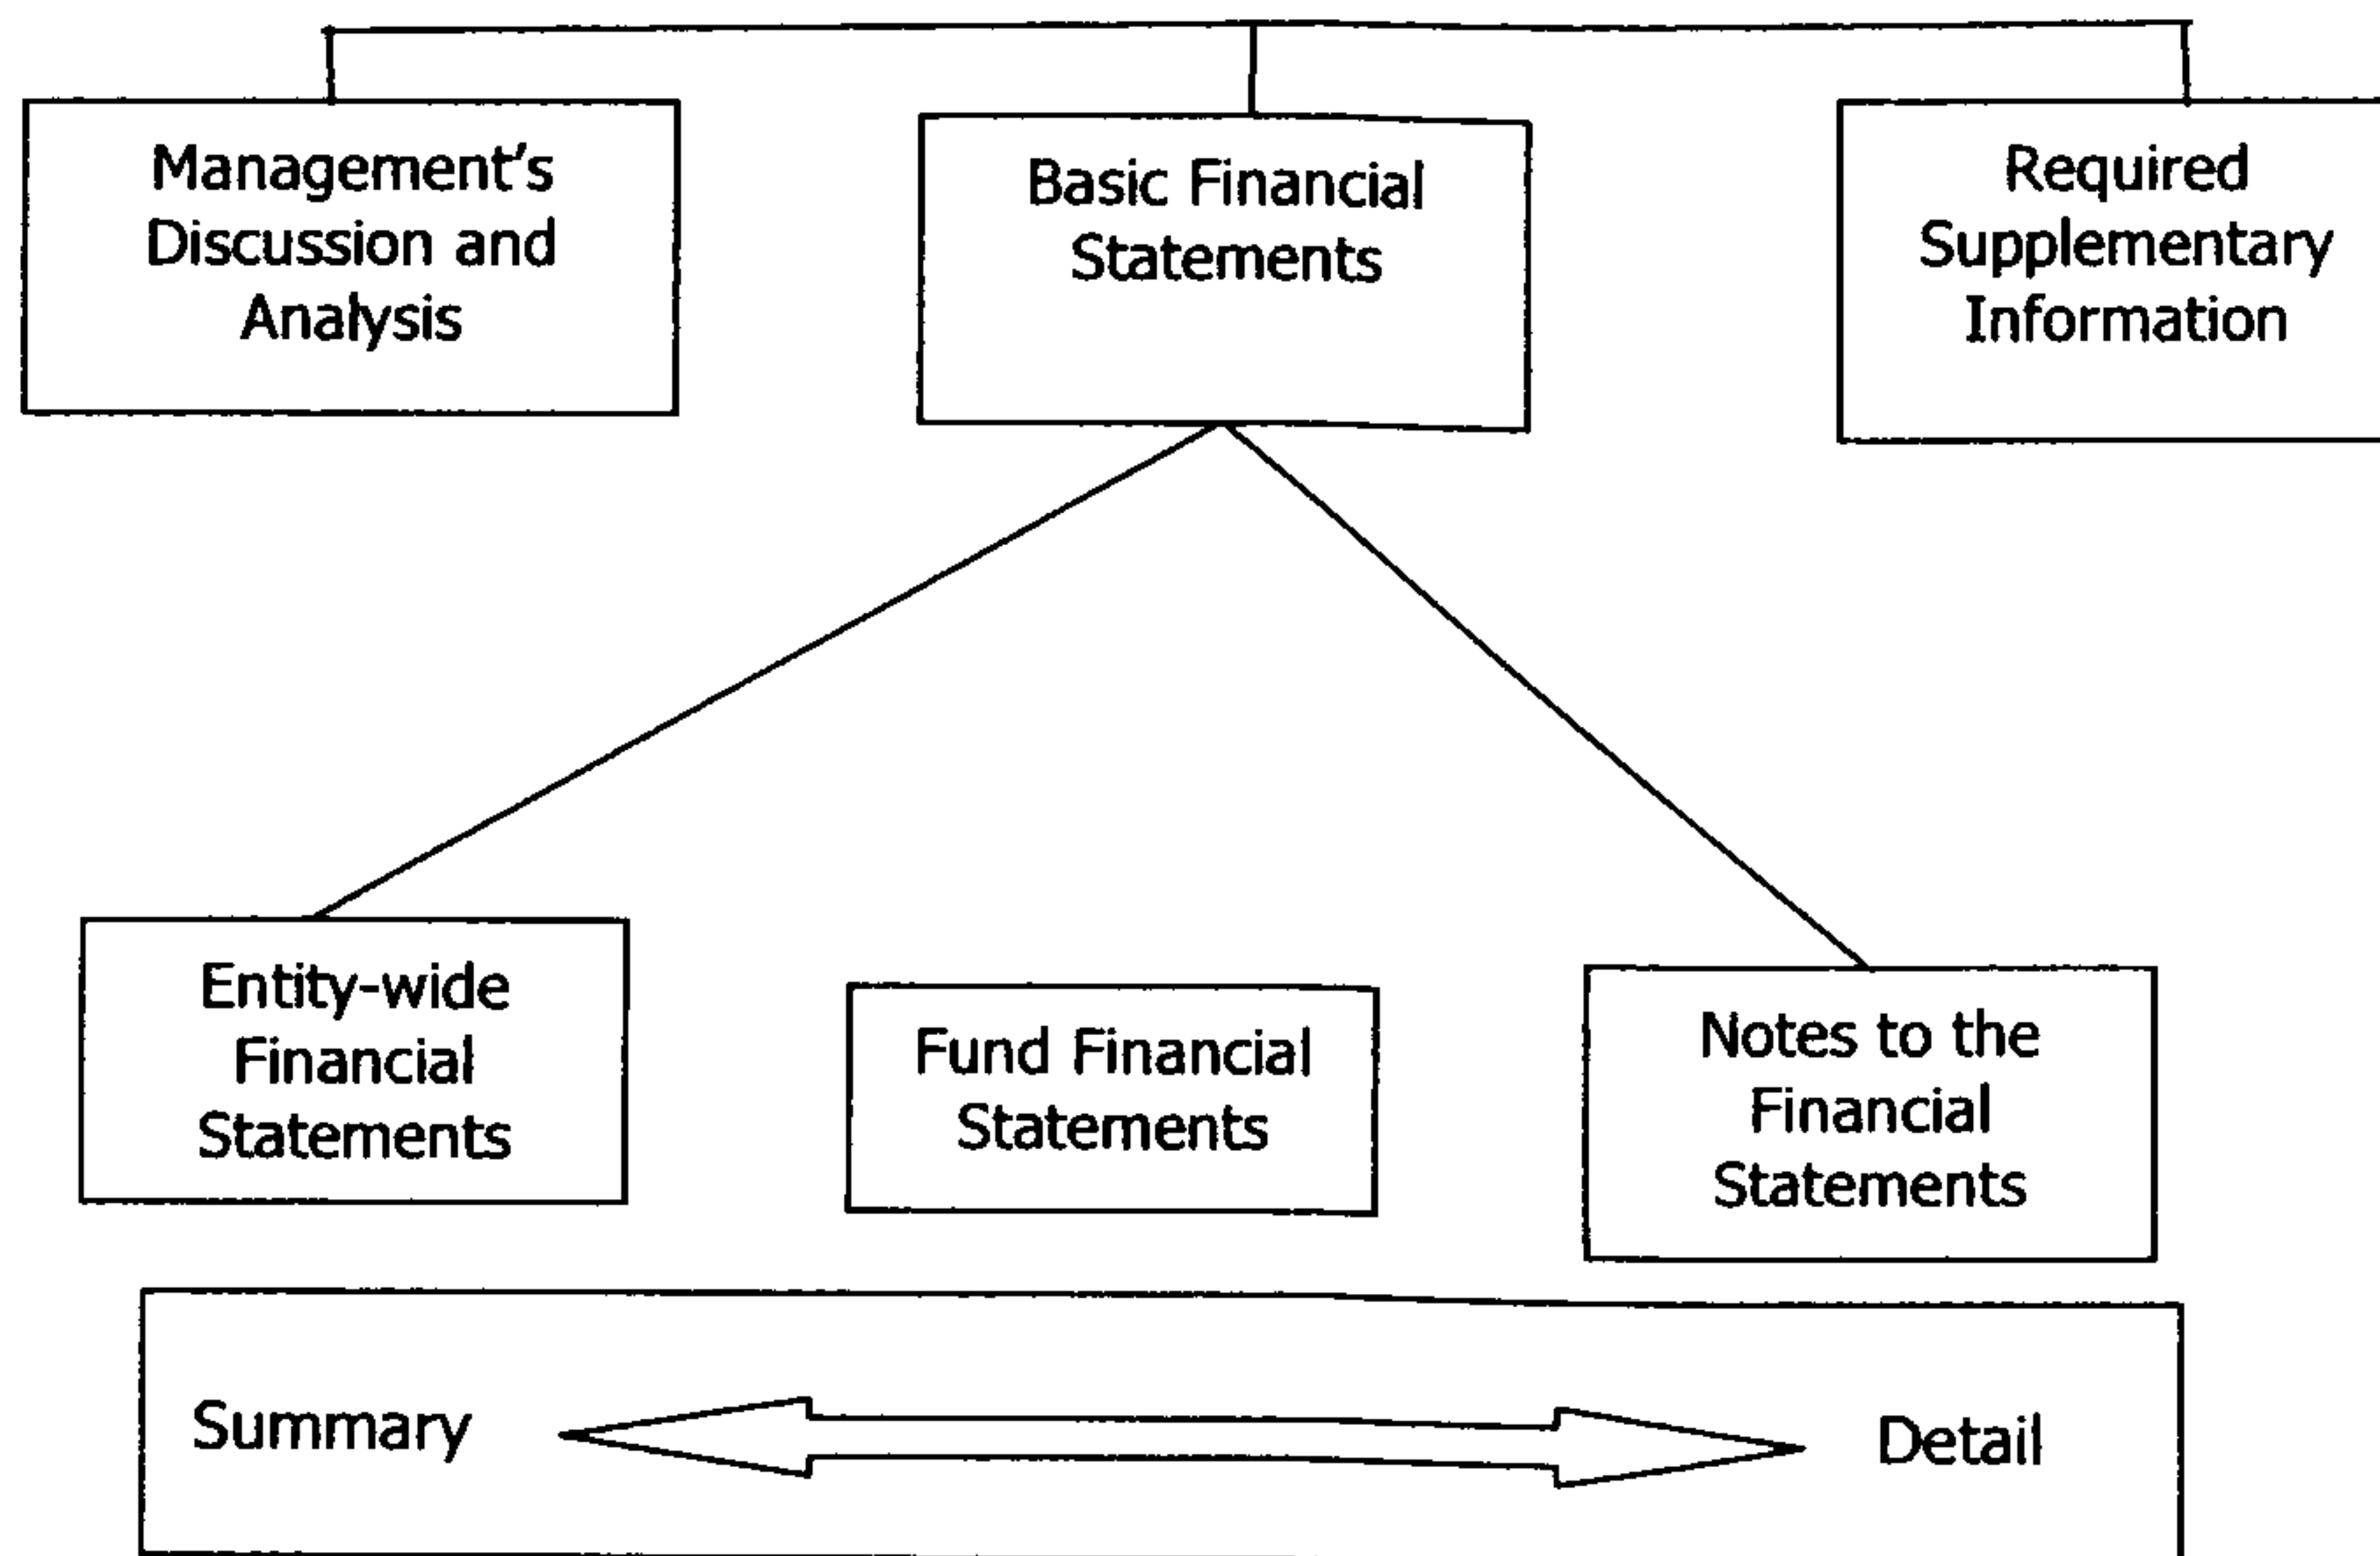 Management's
Discussion and
Analysis
Basic Financial
Statements
Required
Supplementary
Information
Entity-wide
Financial
Statements
Fund Financial
Statements
Notes to the
Financial
Statements
Summary
Detail